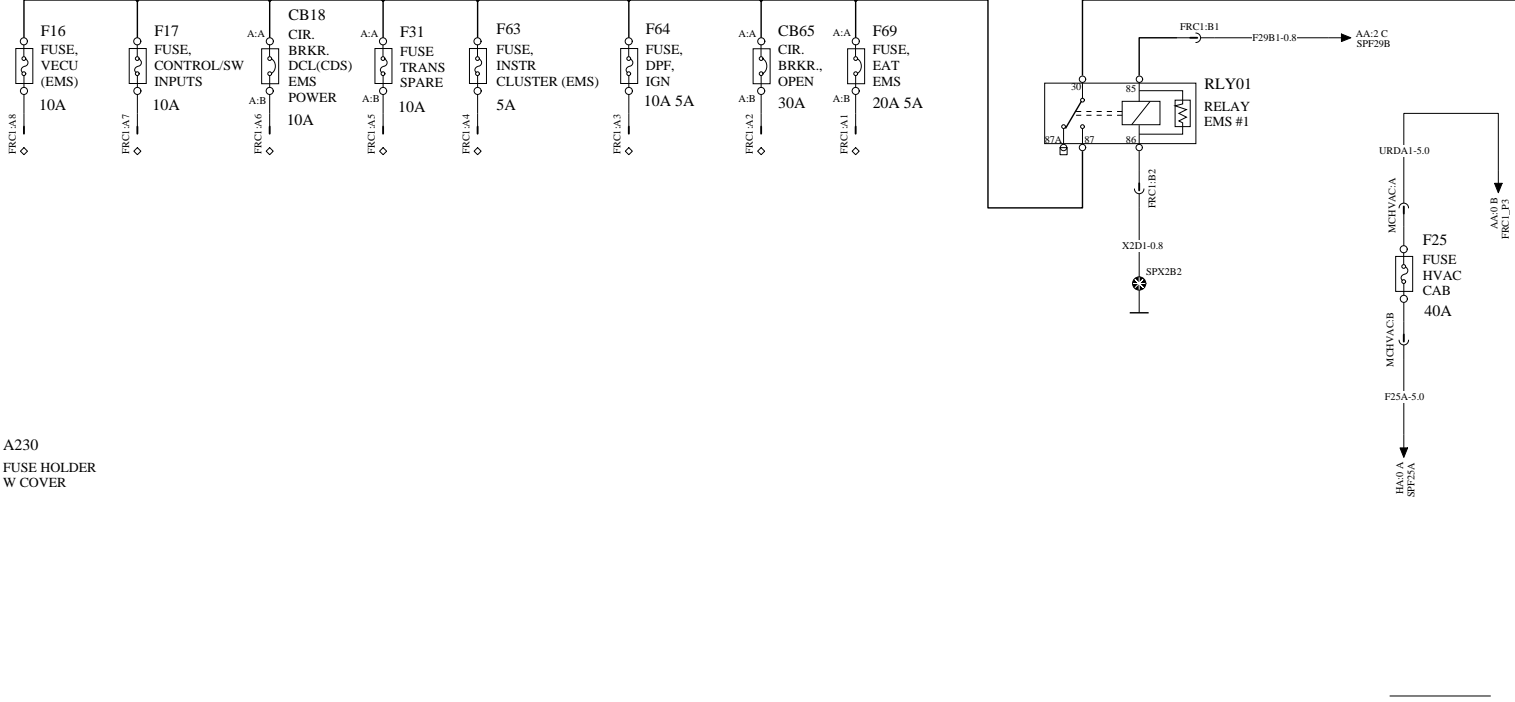 F16
FUSE,
VECU
(EMS)
10A
FRC1:A8
F17
FUSE,
CONTROL/SW
INPUTS
10A
FRC1:A7
CB18
CIR.
BRKR.
DCL(CDS)
EMS
POWER
10A
A:A
A:B
FRC1:A6
F31
FUSE
TRANS
SPARE
10A
A:A
A:B
FRC1:A5
F63
FUSE,
INSTR
CLUSTER (EMS)
5A
FRC1:A4
F64
FUSE,
DPF,
IGN
10A 5A
FRC1:A3
CB65
CIR.
BRKR.,
OPEN
30A
A:A
A:B
FRC1:A2
F69
FUSE,
EAT
EMS
20A 5A
A:A
A:B
FRC1:A1
FRC1:B1
F29B1-0.8
AA:2 C
SPF29B
30
85
87A
87
86
RLY01
RELAY
EMS #1
FRC1:B2
X2D1-0.8
SPX2B2
URDA1-5.0
MCHVAC:A
AA:0 B
FRC1_P3
F25
FUSE
HVAC
CAB
40A
MCHVAC:B
F25A-5.0
HA:0 A
SPF25A
A230
FUSE HOLDER
W COVER